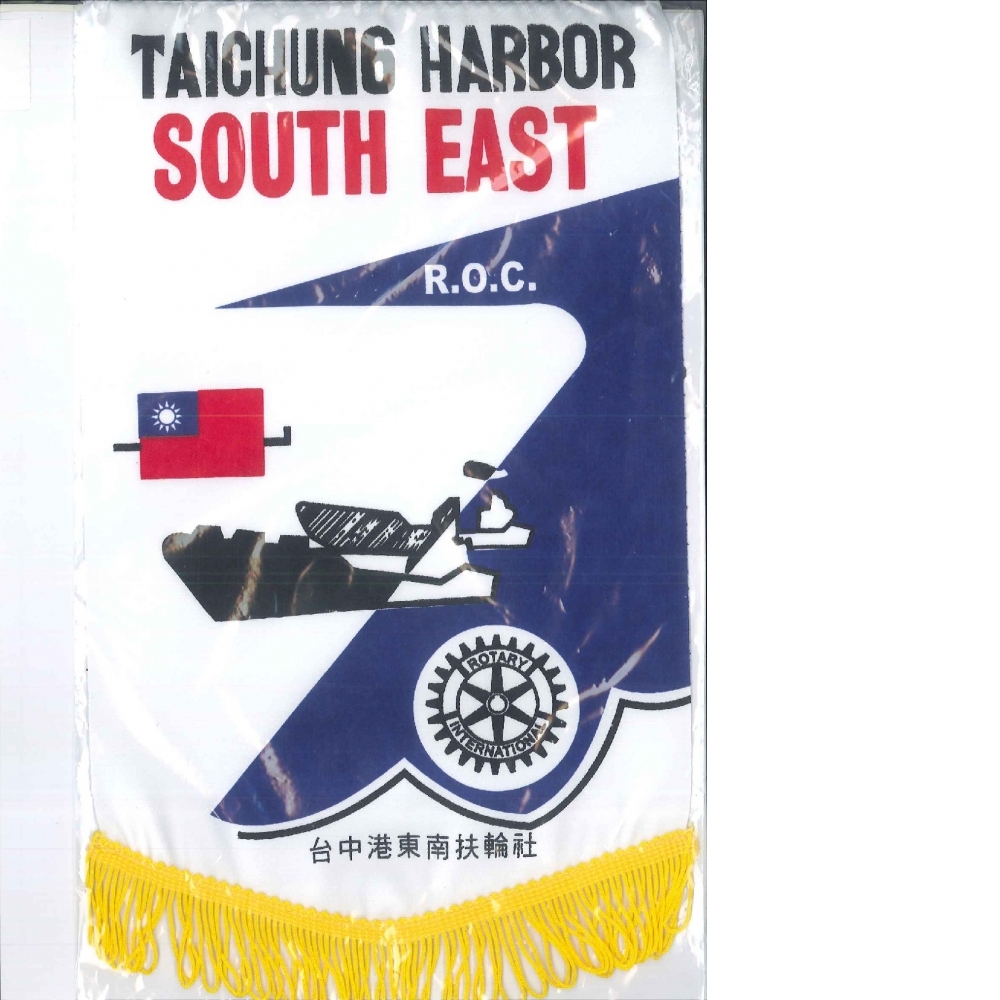 TAICHUNG HARBOR
SOUTH EAST
R.O.C.
ROTARY
INTERNATIONAL
台中港東南扶輪社